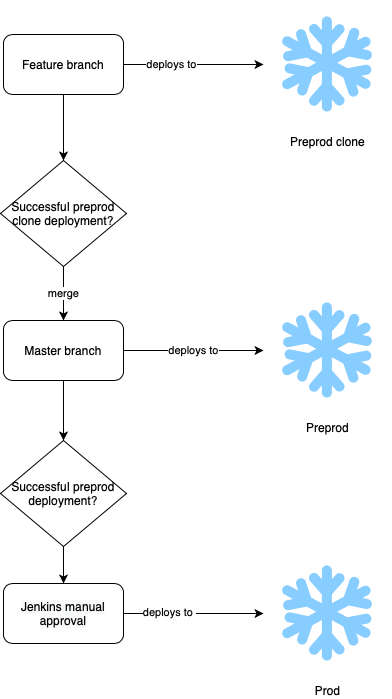 Feature branch
deploys to
Preprod clone
Successful preprod
clone deployment?
merge
Master branch
deploys to
Preprod
Successful preprod
deployment?
Jenkins manual
approval
deploys to
Prod